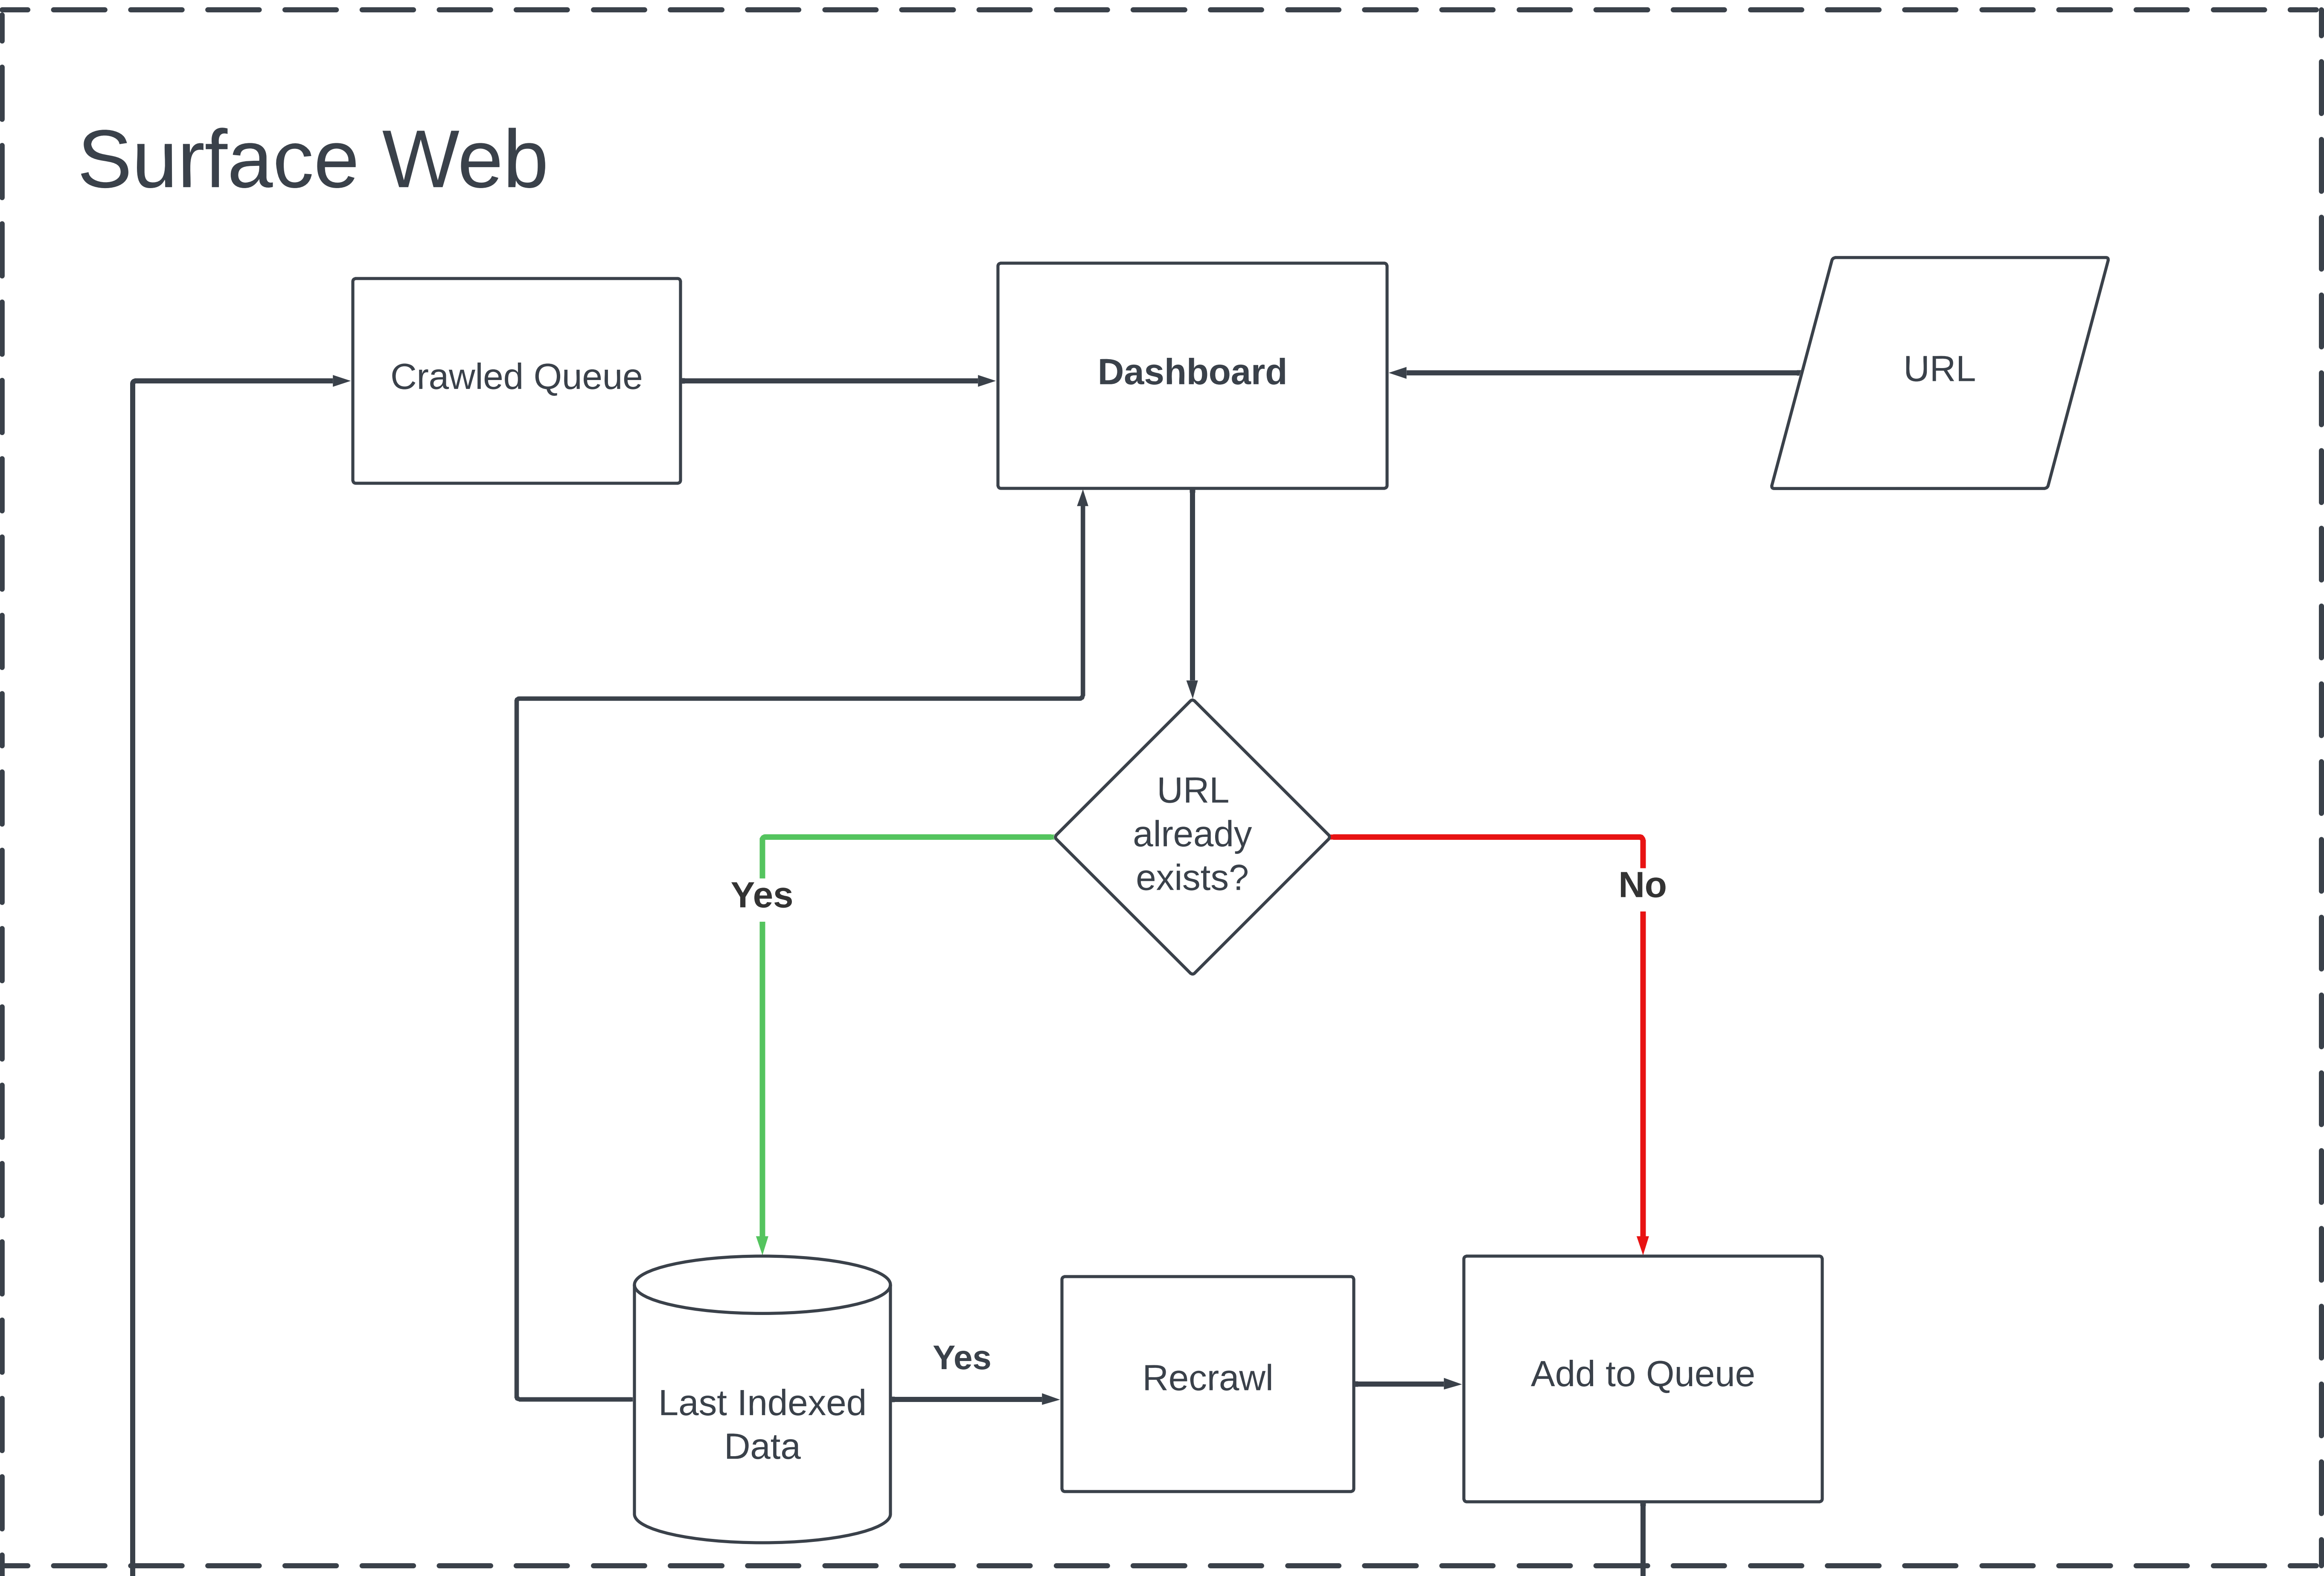 Surface Web
Crawled Queue
Dashboard
URL
URL
already
exists?
Yes
No
Last Indexed
Data
Yes
Recrawl
Add to Queue